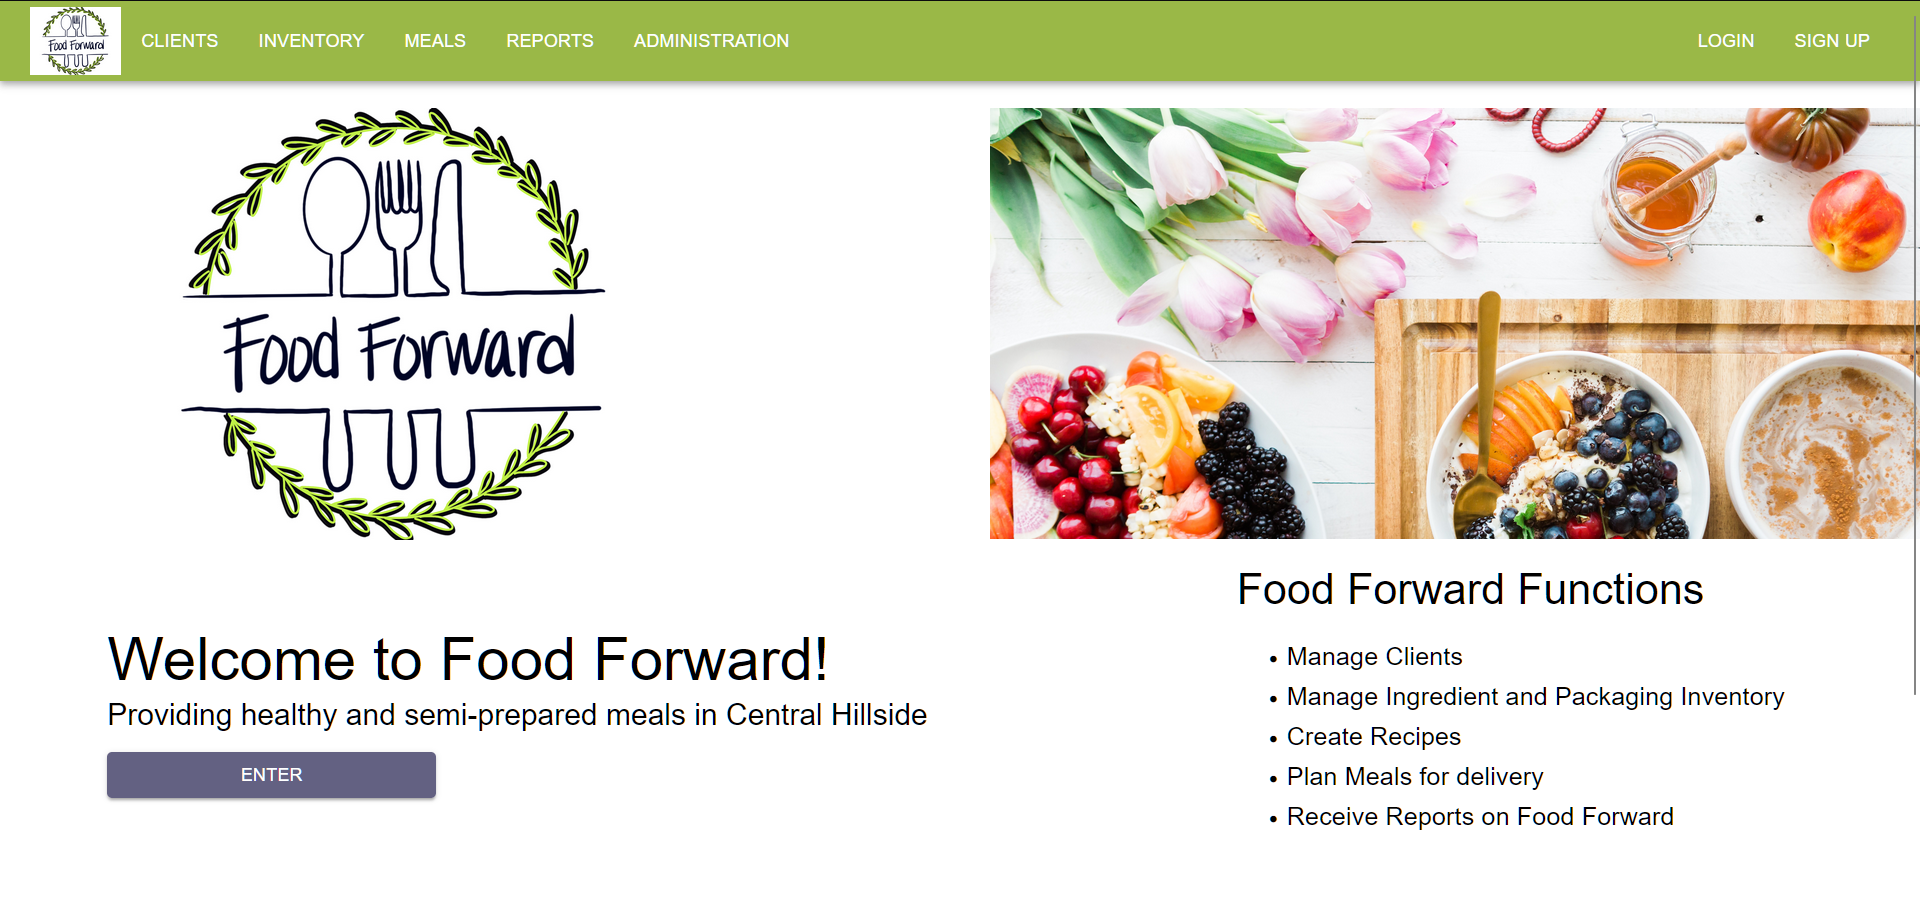 Food Forward
CLIENTS INVENTORY MEALS REPORTS ADMINISTRATION LOGIN SIGN UP
Food Forward
Welcome to Food Forward!
Providing healthy and semi-prepared meals in Central Hillside
ENTER
Food Forward Functions
• Manage Clients
• Manage Ingredient and Packaging Inventory
• Create Recipes
• Plan Meals for delivery
• Receive Reports on Food Forward